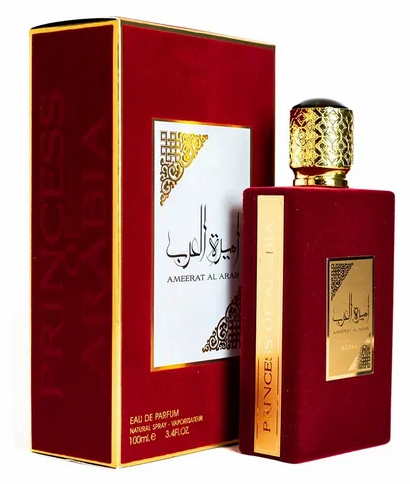 PRINCESS
ARABIA
أميرة العرب
AMEERAT AL ARAB
EAU DE PARFUM
NATURAL SPRAY - VAPORISATEUR
100ml.e 3.4FL.OZ.
PRINCESS OF ARABIA
أميرة العرب
AMEERAT AL ARAB
ASDAAF